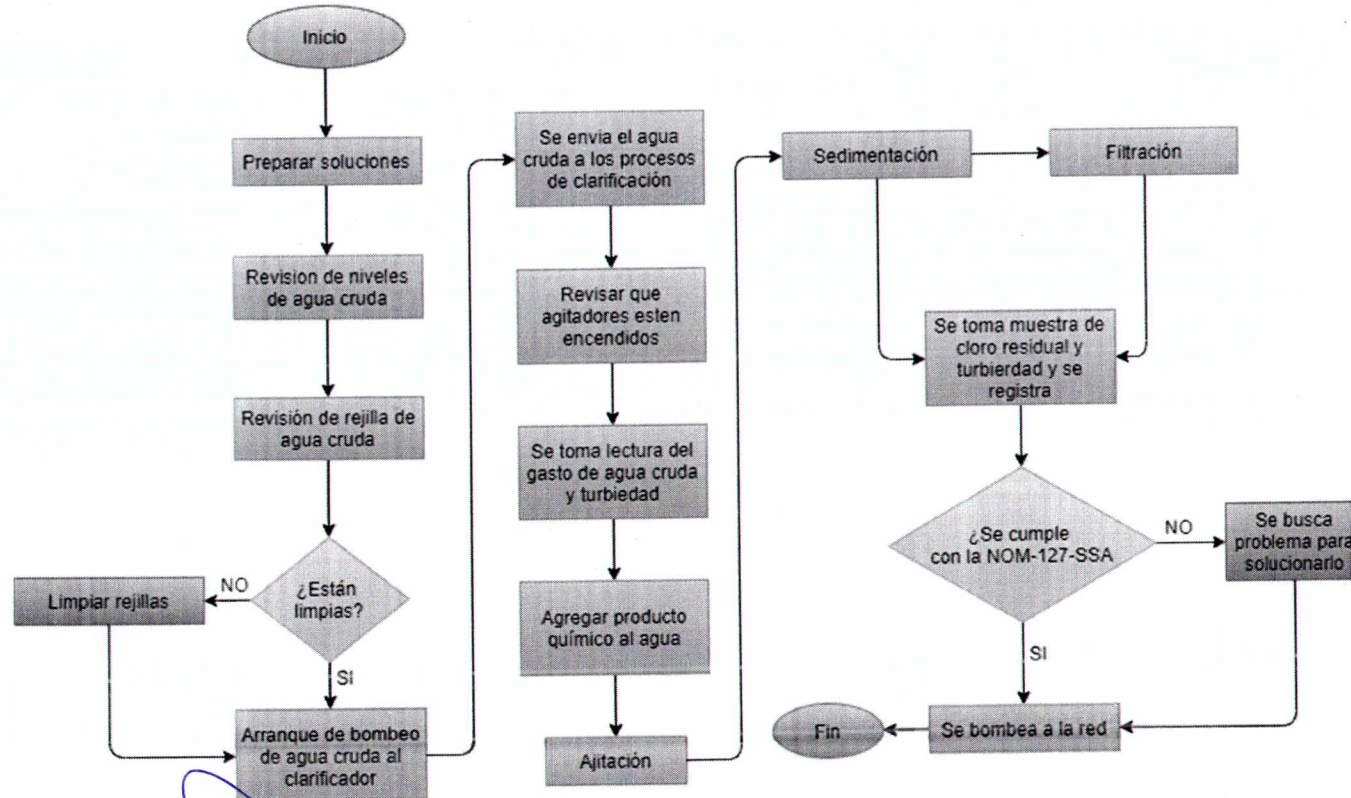 Inicio
Preparar soluciones
Revision de niveles
de agua cruda
Revisión de rejilla de
agua cruda
¿Están
limpias?
NO
Limpiar rejillas
SI
Arranque de bombeo
de agua cruda al
clarificador
Se envia el agua
cruda a los procesos
de clarificación
Revisar que
agitadores esten
encendidos
Se toma lectura del
gasto de agua cruda
y turbiedad
Agregar producto
químico al agua
Ajitación
Sedimentación
Filtración
Se toma muestra de
cloro residual y
turbierdad y se
registra
¿Se cumple
con la NOM-127-SSA
NO
Se busca
problema para
solucionarlo
SI
Se bombea a la red
Fin